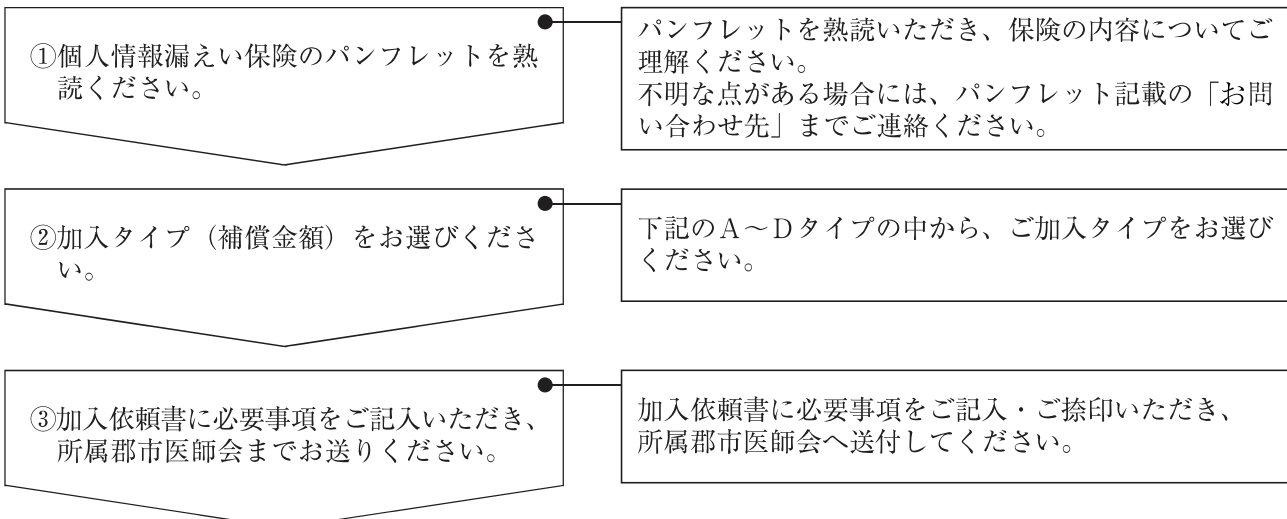 ①個人情報漏えい保険のパンフレットを熟
読ください。
パンフレットを熟読いただき、保険の内容についてご
理解ください。
不明な点がある場合には、パンフレット記載の「お問
い合わせ先」までご連絡ください。
②加入タイプ（補償金額）をお選びくださ
い。
下記のA～Dタイプの中から、ご加入タイプをお選び
ください。
③加入依頼書に必要事項をご記入いただき、
所属郡市医師会までお送りください。
加入依頼書に必要事項をご記入・ご捺印いただき、
所属郡市医師会へ送付してください。